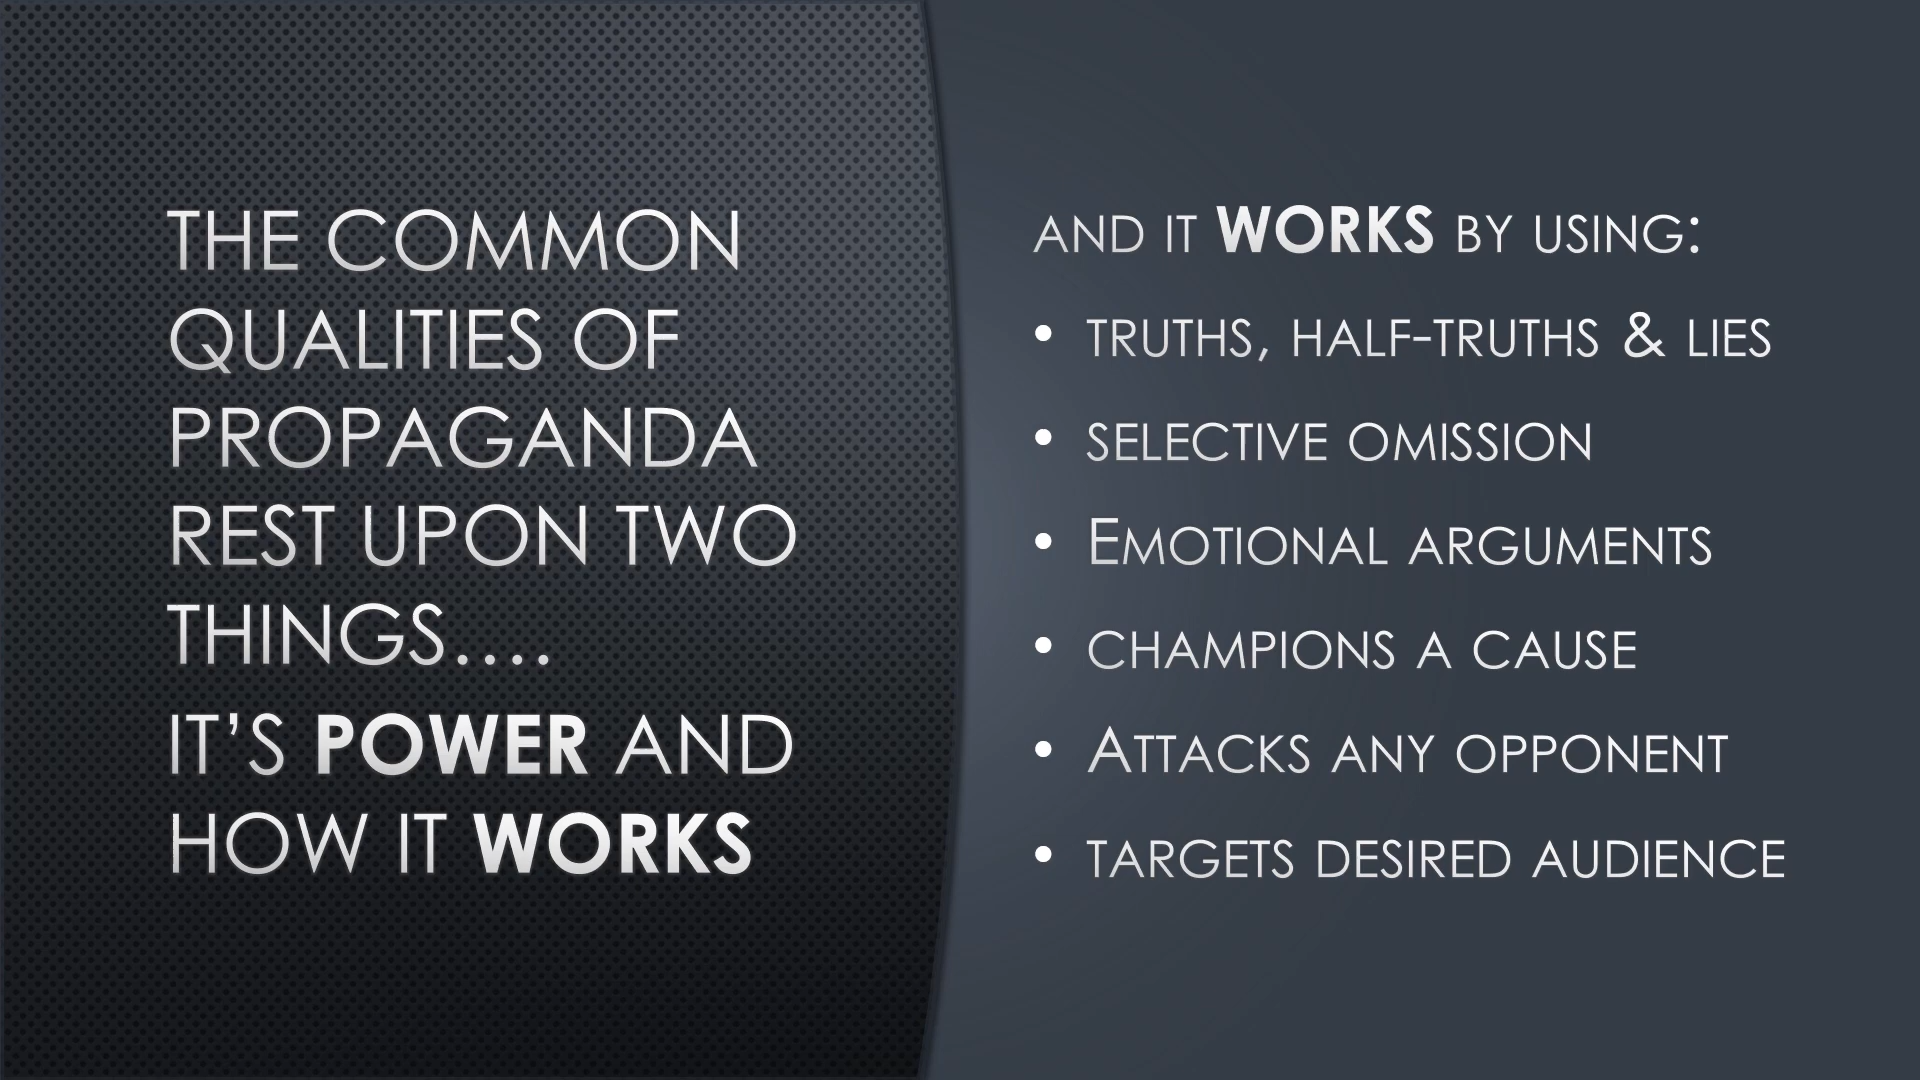 THE COMMON
QUALITIES OF
PROPAGANDA
REST UPON TWO
THINGS....
IT’S POWER AND
HOW IT WORKS
AND IT WORKS BY USING:
• TRUTHS, HALF-TRUTHS & LIES
• SELECTIVE OMISSION
• EMOTIONAL ARGUMENTS
• CHAMPIONS A CAUSE
• ATTACKS ANY OPPONENT
• TARGETS DESIRED AUDIENCE